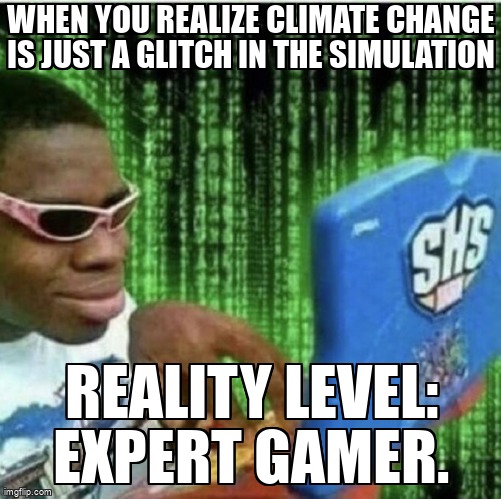 WHEN YOU REALIZE CLIMATE CHANGE
IS JUST A GLITCH IN THE SIMULATION
SHS
REALITY LEVEL:
EXPERT GAMER.
imgflip.com